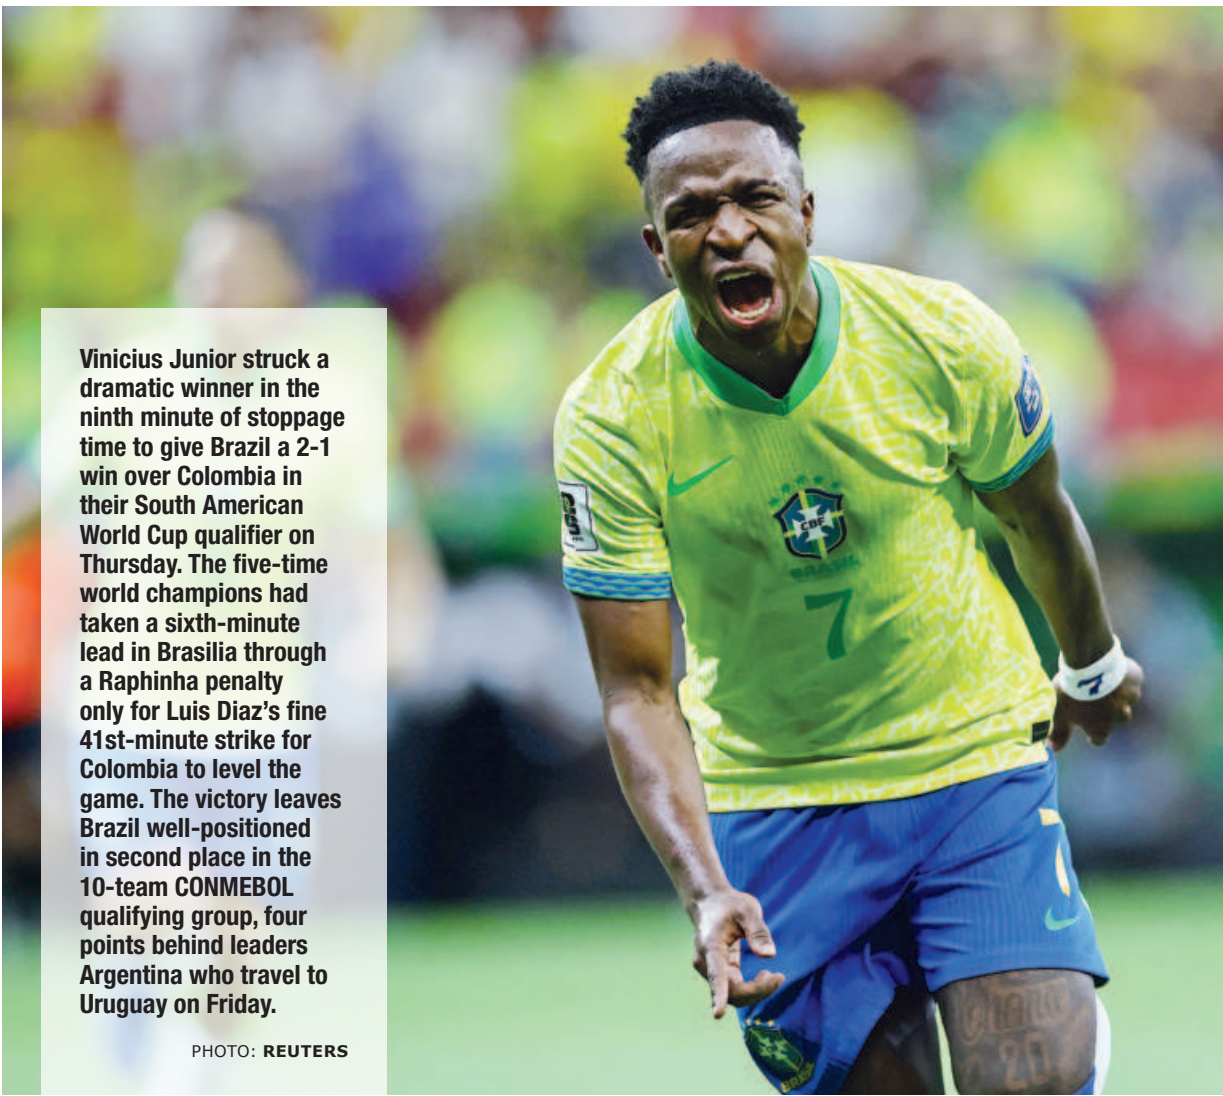 Vinicius Junior struck a
dramatic winner in the
ninth minute of stoppage
time to give Brazil a 2-1
win over Colombia in
their South American
World Cup qualifier on
Thursday. The five-time
world champions had
taken a sixth-minute
lead in Brasilia through
a Raphinha penalty
only for Luis Diaz’s fine
41st-minute strike for
Colombia to level the
game. The victory leaves
Brazil well-positioned
in second place in the
10-team CONMEBOL
qualifying group, four
points behind leaders
Argentina who travel to
Uruguay on Friday.
PHOTO: REUTERS
CBF
BRASIL
7
7
7
BRASIL
20